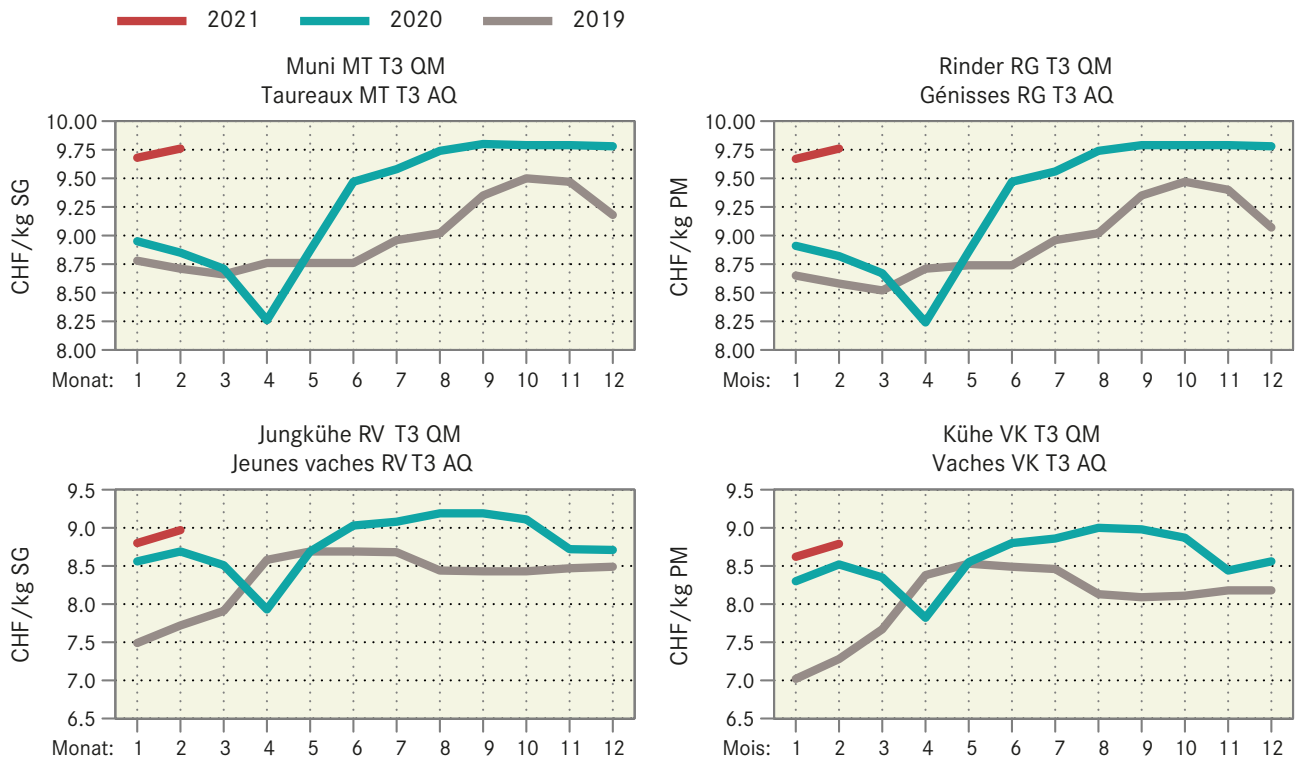 2021 2020 2019
Muni MT T3 QM
Taureaux MT T3 AQ
CHF/kg SG
10.00
9.75
9.50
9.25
9.00
8.75
8.50
8.25
8.00
Monat: 1 2 3 4 5 6 7 8 9 10 11 12
Rinder RG T3 QM
Génisses RG T3 AQ
CHF/kg PM
10.00
9.75
9.50
9.25
9.00
8.75
8.50
8.25
8.00
Mois: 1 2 3 4 5 6 7 8 9 10 11 12
Jungkühe RV T3 QM
Jeunes vaches RV T3 AQ
CHF/kg SG
9.5
9.0
8.5
8.0
7.5
7.0
6.5
Monat: 1 2 3 4 5 6 7 8 9 10 11 12
Kühe VK T3 QM
Vaches VK T3 AQ
CHF/kg PM
9.5
9.0
8.5
8.0
7.5
7.0
6.5
Mois: 1 2 3 4 5 6 7 8 9 10 11 12